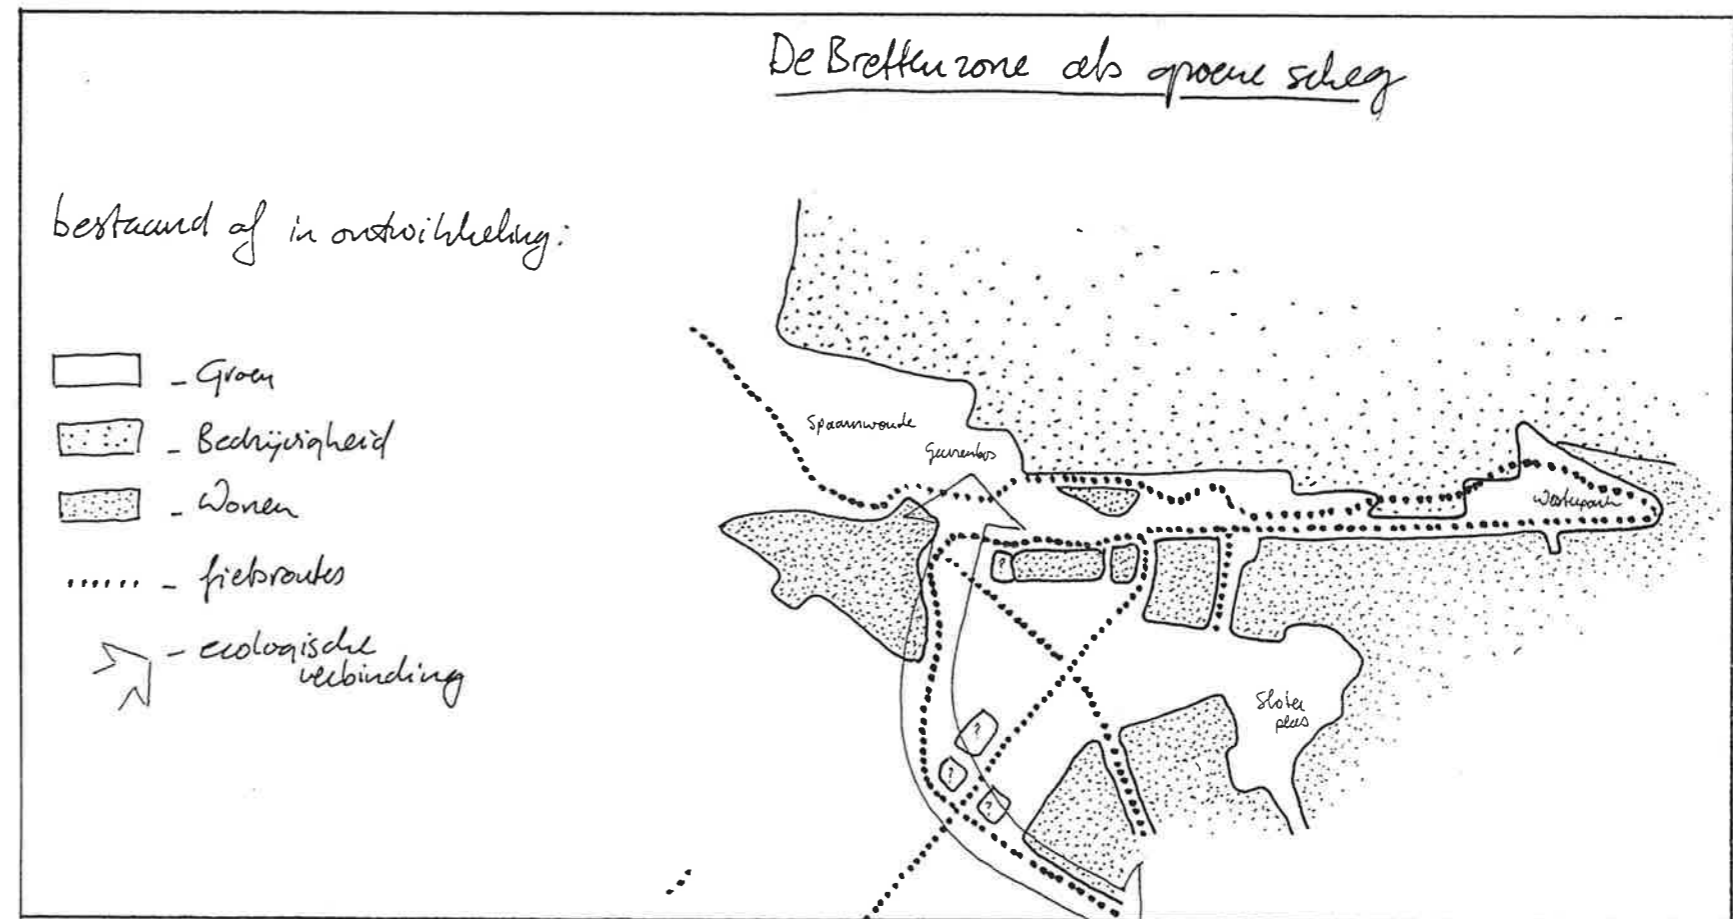 De Brettenzone als groene scheg
bestaand of in ontwikkeling:
- Groen
- Bedrijvigheid
- Wonen
- fietsroutes
- ecologische
verbinding
Spaarnwoude
Geuzenbos
Westerpark
Sloter
plas
?
?
?
?